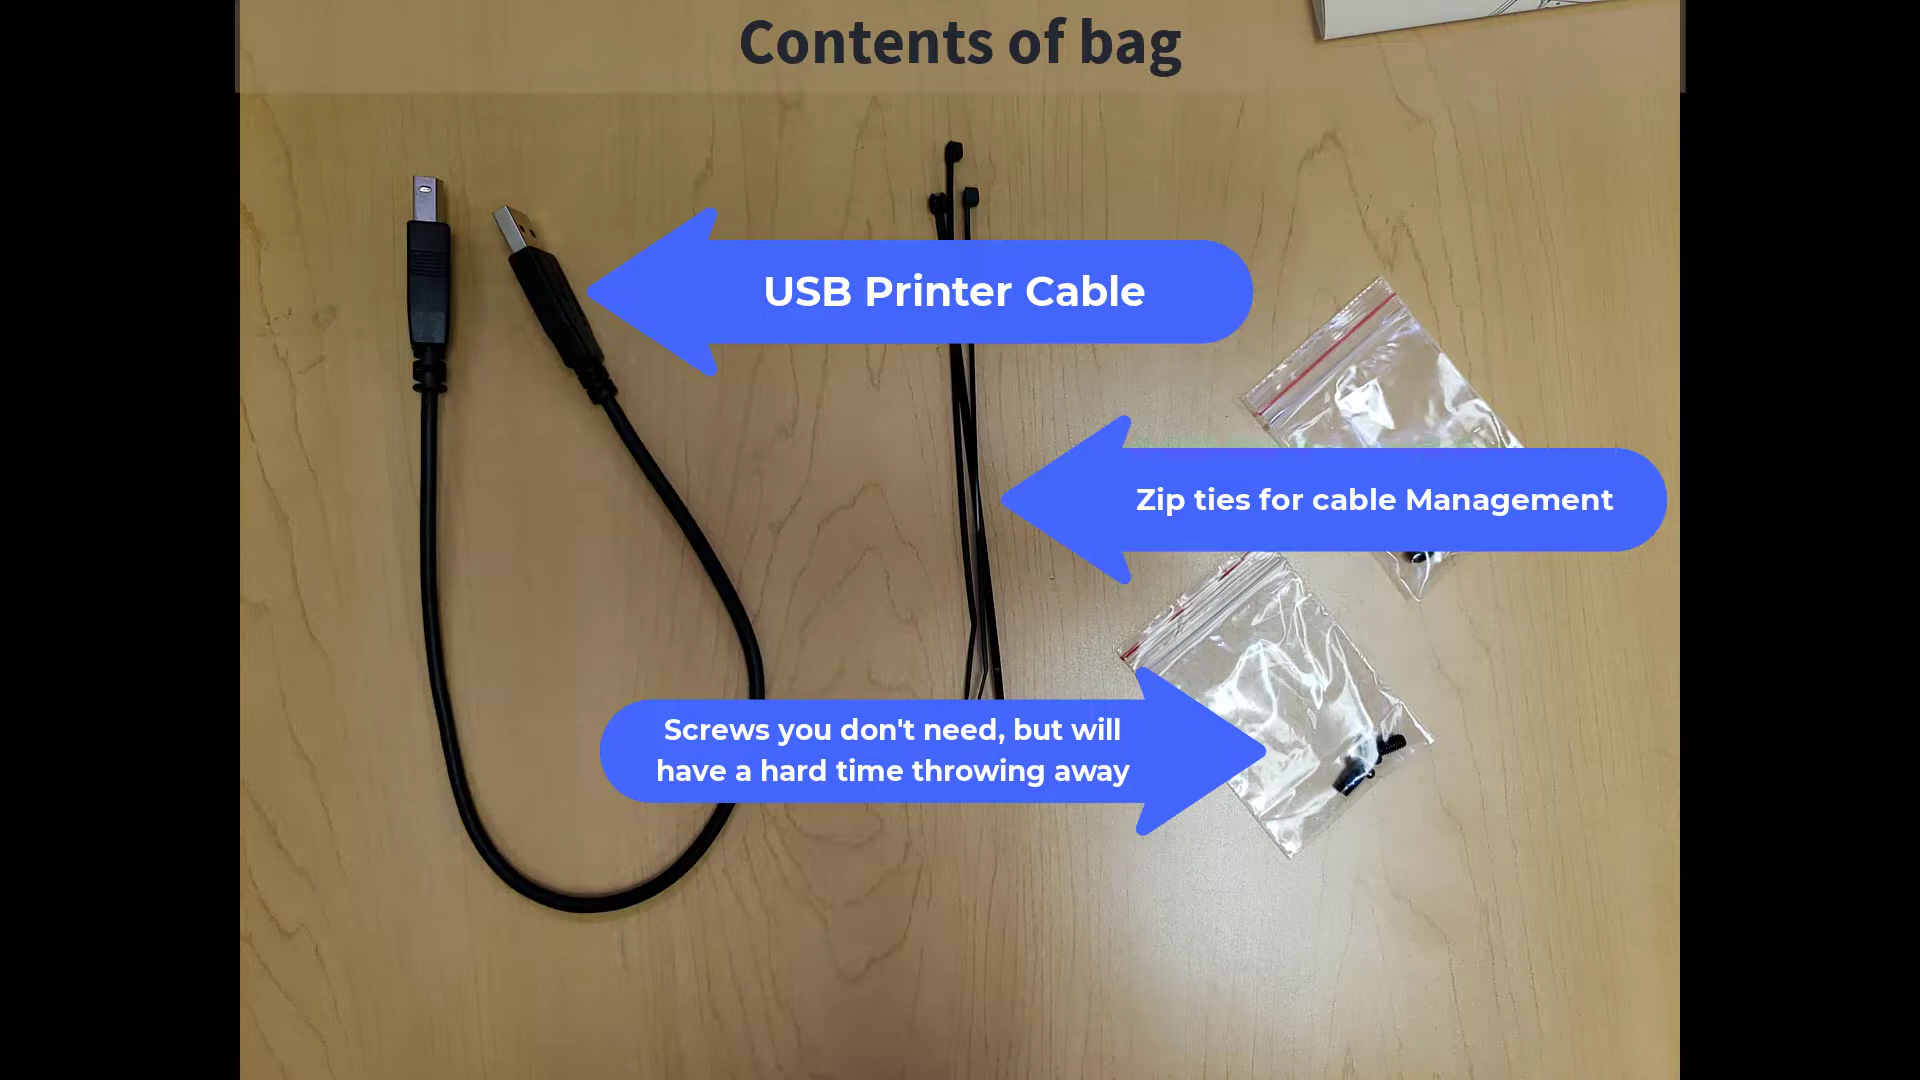 Contents of bag
USB Printer Cable
Zip ties for cable Management
Screws you don't need, but will
have a hard time throwing away